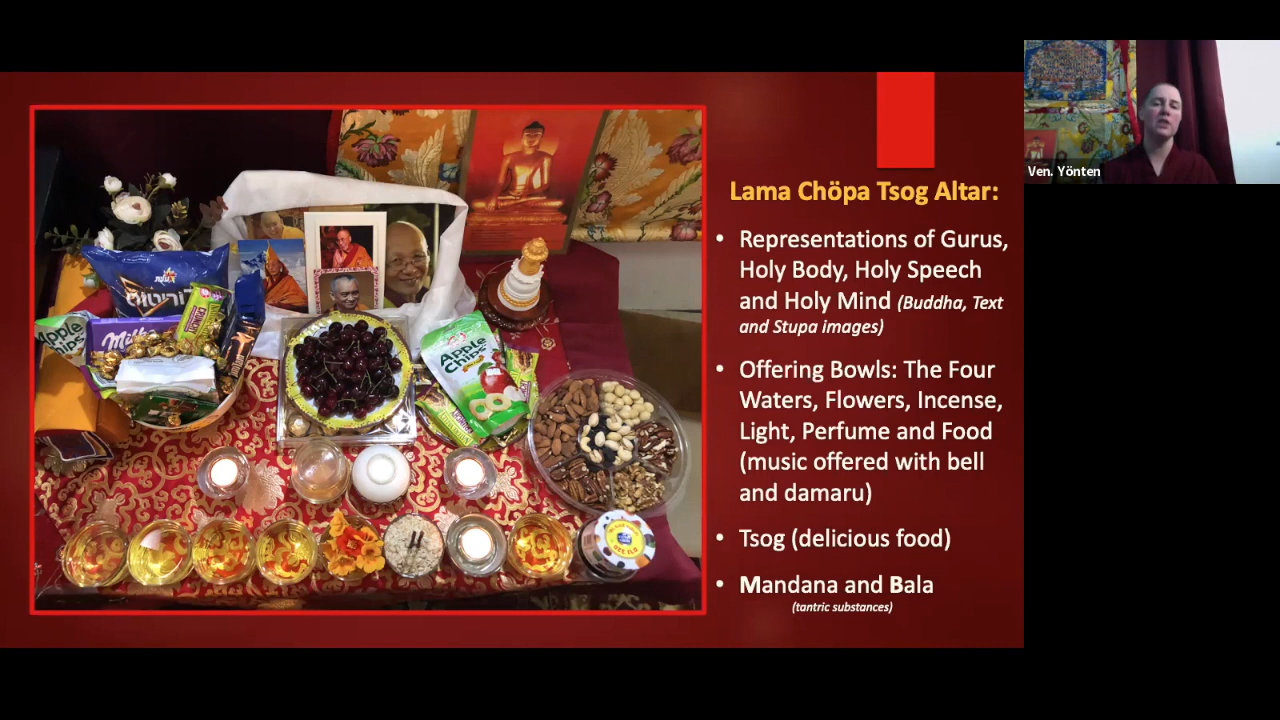 Lama Chöpa Tsog Altar:
• Representations of Gurus,
Holy Body, Holy Speech
and Holy Mind (Buddha, Text
and Stupa images)
• Offering Bowls: The Four
Waters, Flowers, Incense,
Light, Perfume and Food
(music offered with bell
and damaru)
• Tsog (delicious food)
• Mandana and Bala
(tantric substances)
Ven. Yönten
Apple
Chips
Milka
Apple
Chips